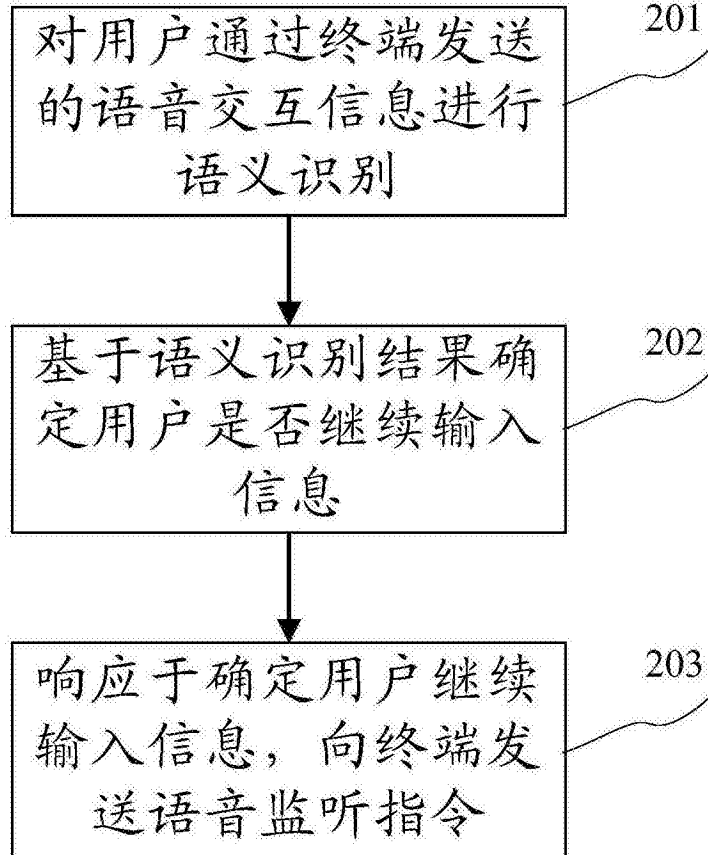 对用户通过终端发送
的语音交互信息进行
语义识别
201
基于语义识别结果确
定用户是否继续输入
信息
202
响应于确定用户继续
输入信息，向终端发
送语音监听指令
203